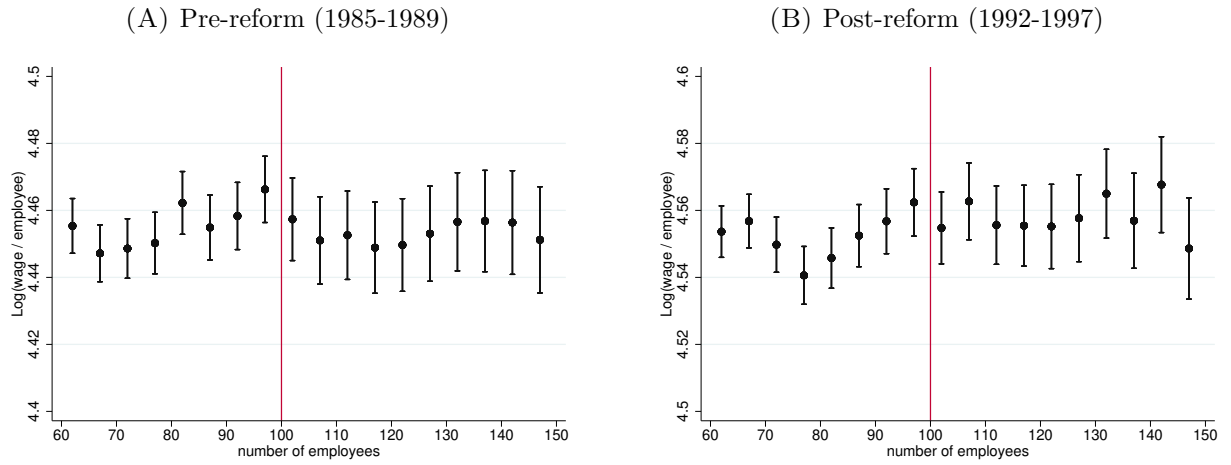 (A) Pre-reform (1985-1989)
Log(wage / employee)
4.5
4.48
4.46
4.44
4.42
4.4
60 70 80 90 100 110 120 130 140 150
number of employees
(B) Post-reform (1992-1997)
Log(wage / employee)
4.6
4.58
4.56
4.54
4.52
4.5
60 70 80 90 100 110 120 130 140 150
number of employees